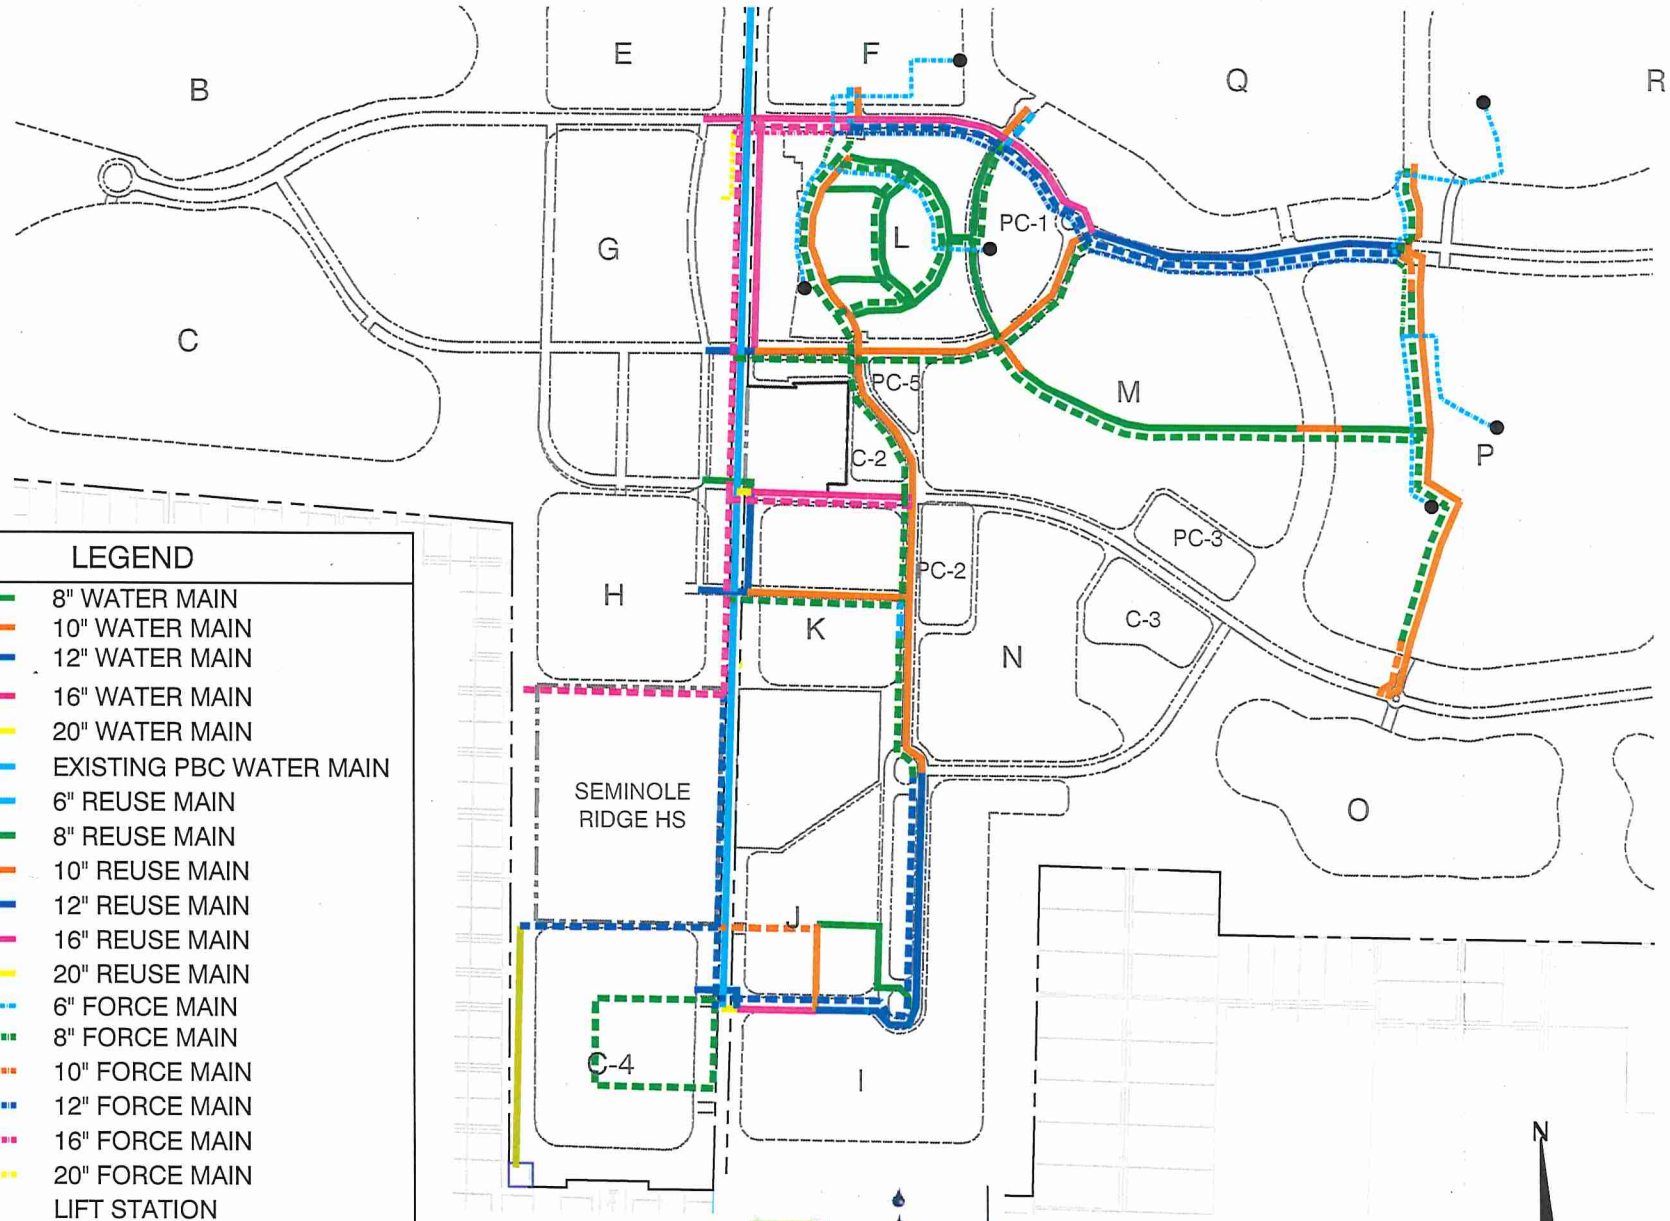 E
F
B
Q
R
PC-1
L
G
C
PC-5
M
C-2
P
PC-3
PC-2
H
K
C-3
N
SEMINOLE
RIDGE HS
O
J
C-4
I
N
LEGEND
8" WATER MAIN
10" WATER MAIN
12" WATER MAIN
16" WATER MAIN
20" WATER MAIN
EXISTING PBC WATER MAIN
6" REUSE MAIN
8" REUSE MAIN
10" REUSE MAIN
12" REUSE MAIN
16" REUSE MAIN
20" REUSE MAIN
6" FORCE MAIN
8" FORCE MAIN
10" FORCE MAIN
12" FORCE MAIN
16" FORCE MAIN
20" FORCE MAIN
LIFT STATION